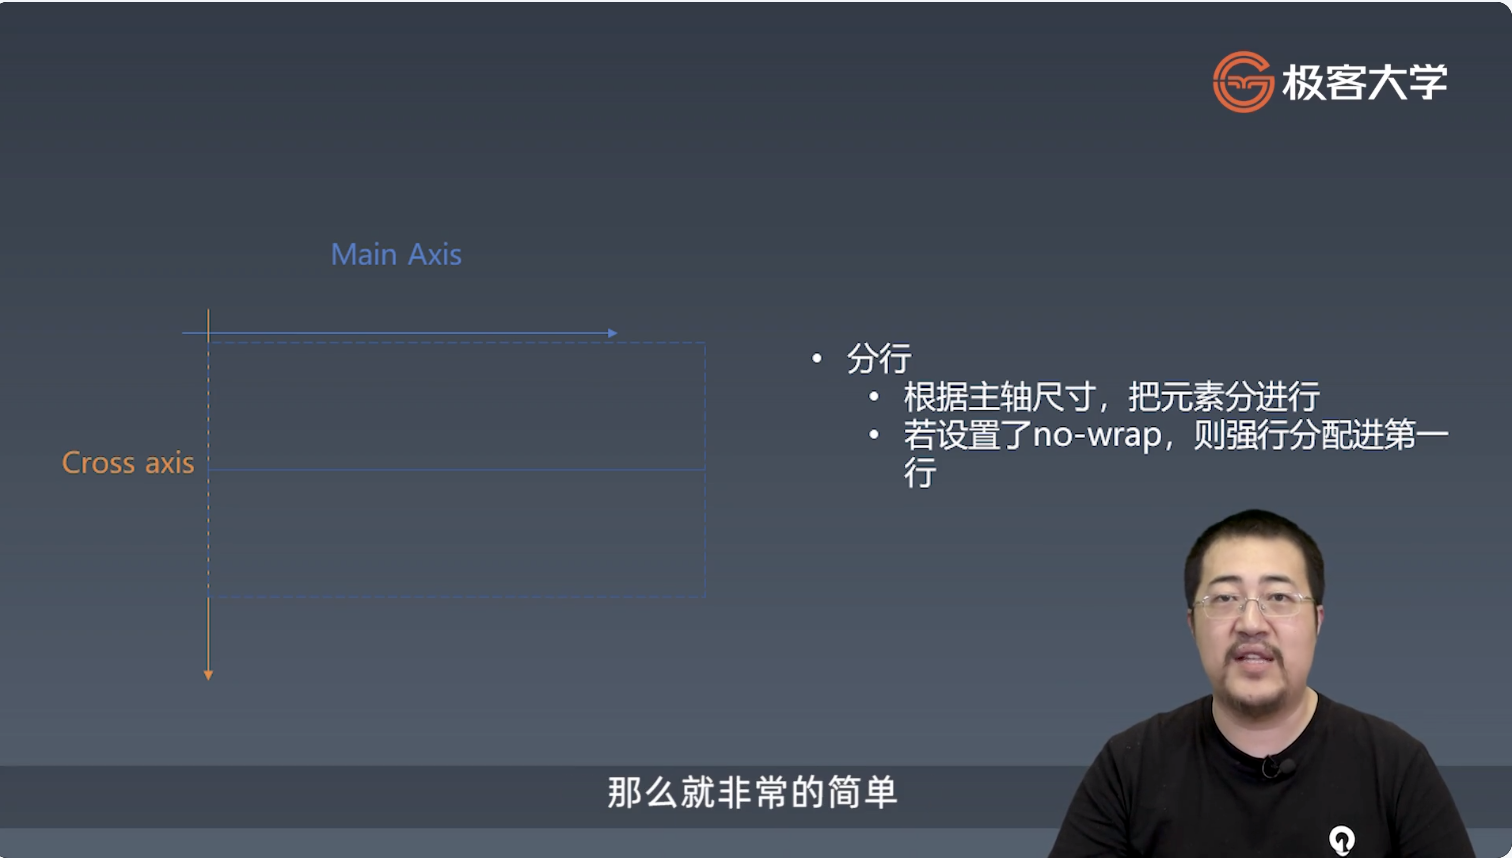 极客大学
Main Axis
Cross axis
• 分行
• 根据主轴尺寸，把元素分进行
• 若设置了no-wrap，则强行分配进第一
行
那么就非常的简单